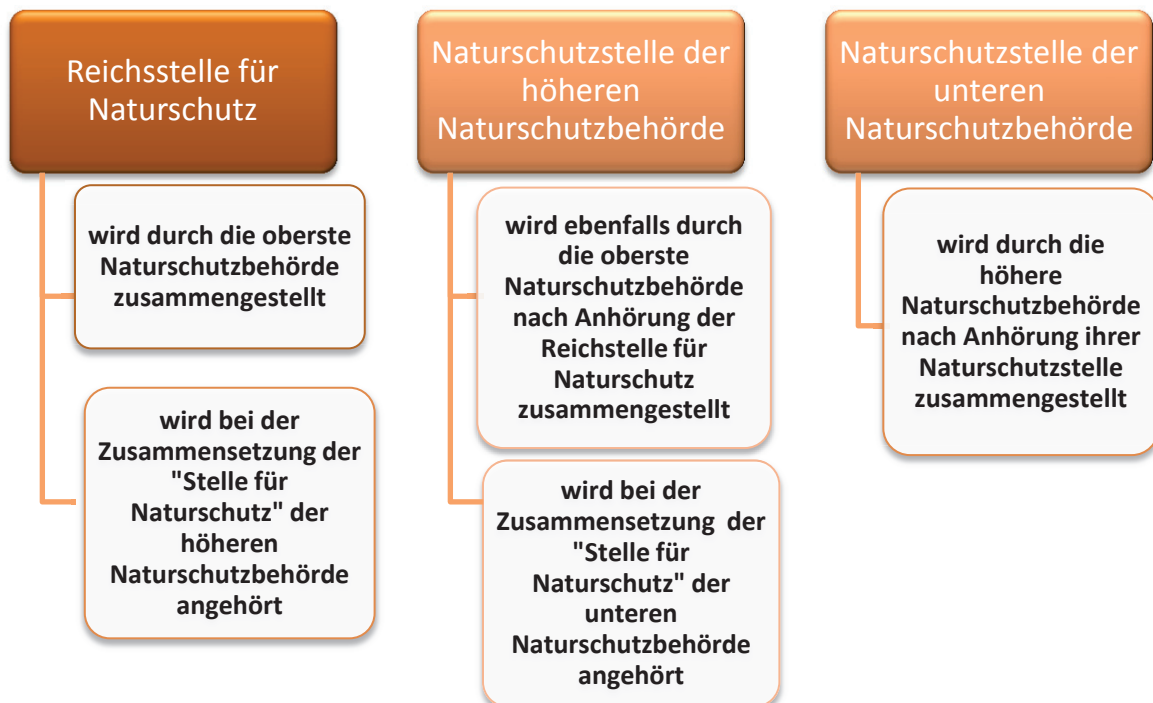 Reichsstelle für
Naturschutz
wird durch die oberste
Naturschutzbehörde
zusammengestellt
wird bei der
Zusammensetzung der
"Stelle für
Naturschutz" der
höheren
Naturschutzbehörde
angehört
Naturschutzstelle der
höheren
Naturschutzbehörde
wird ebenfalls durch
die oberste
Naturschutzbehörde
nach Anhörung der
Reichstelle für
Naturschutz
zusammengestellt
wird bei der
Zusammensetzung der
"Stelle für
Naturschutz" der
unteren
Naturschutzbehörde
angehört
Naturschutzstelle der
unteren
Naturschutzbehörde
wird durch die
höhere
Naturschutzbehörde
nach Anhörung ihrer
Naturschutzstelle
zusammengestellt